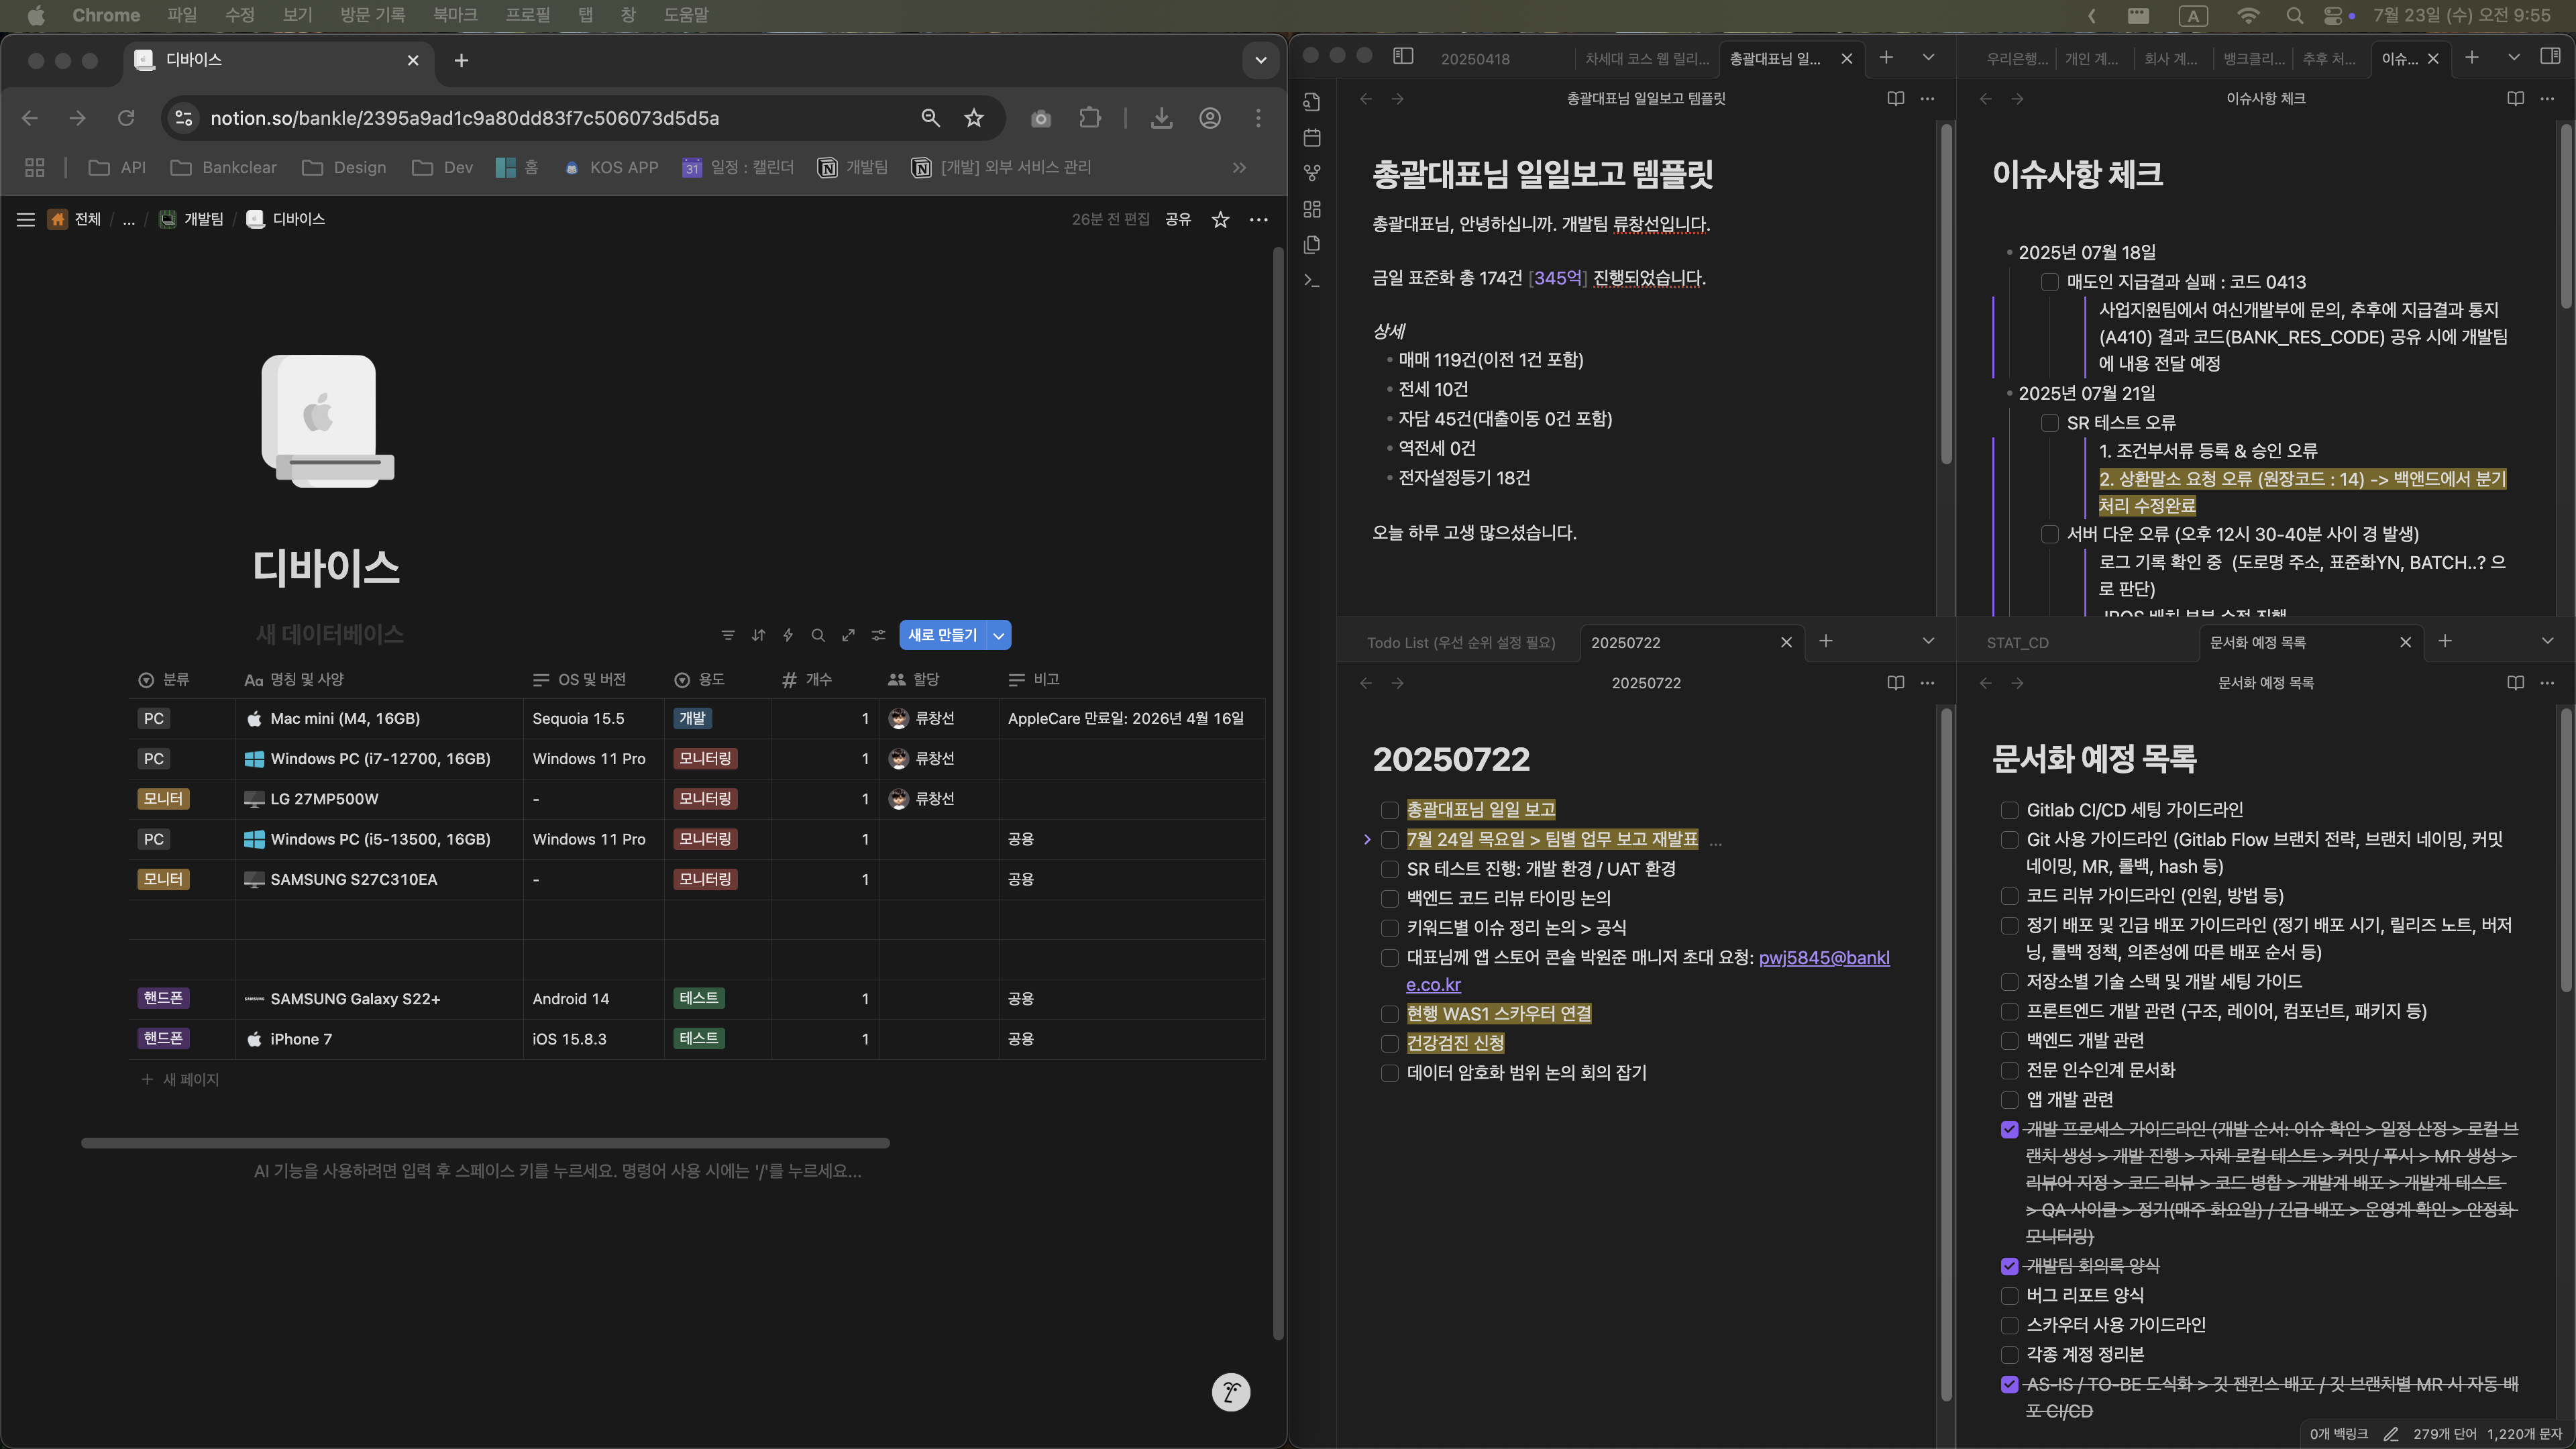 Chrome 파일 수정 보기 방문 기록 북마크 프로필 탭 창 도움말
A 7월 23일 (수) 오전 9:55
디바이스
notion.so/bankle/2395a9ad1c9a80dd83f7c506073d5d5a
API Bankclear Design Dev 홈 KOS APP 31 일정 : 캘린더 개발팀 [개발] 외부 서비스 관리
전체 / ... / 개발팀 / 디바이스
26분 전 편집 공유
디바이스
새 데이터베이스
새로 만들기
분류 Aa 명칭 및 사양 OS 및 버전 용도 # 개수 할당 비고
PC Mac mini (M4, 16GB) Sequoia 15.5 개발 1 류창선 AppleCare 만료일: 2026년 4월 16일
PC Windows PC (i7-12700, 16GB) Windows 11 Pro 모니터링 1 류창선
모니터 LG 27MP500W - 모니터링 1 류창선
PC Windows PC (i5-13500, 16GB) Windows 11 Pro 모니터링 1 공용
모니터 SAMSUNG S27C310EA - 모니터링 1 공용
핸드폰 SAMSUNG Galaxy S22+ Android 14 테스트 1 공용
핸드폰 iPhone 7 iOS 15.8.3 테스트 1 공용
+ 새 페이지
AI 기능을 사용하려면 입력 후 스페이스 키를 누르세요. 명령어 사용 시에는 '/'를 누르세요...
20250418 차세대 코스 웹 릴리... 총괄대표님 일...
총괄대표님 일일보고 템플릿
총괄대표님 일일보고 템플릿
총괄대표님, 안녕하십니까. 개발팀 류창선입니다.
금일 표준화 총 174건 [345억] 진행되었습니다.
상세
매매 119건(이전 1건 포함)
전세 10건
자담 45건(대출이동 0건 포함)
역전세 0건
전자설정등기 18건
오늘 하루 고생 많으셨습니다.
우리은행... 개인 계... 회사 계... 뱅크클리... 추후 처... 이슈...
이슈사항 체크
이슈사항 체크
2025년 07월 18일
매도인 지급결과 실패 : 코드 0413
사업지원팀에서 여신개발부에 문의, 추후에 지급결과 통지
(A410) 결과 코드(BANK_RES_CODE) 공유 시에 개발팀
에 내용 전달 예정
2025년 07월 21일
SR 테스트 오류
1. 조건부서류 등록 & 승인 오류
2. 상환말소 요청 오류 (원장코드 : 14) -> 백앤드에서 분기
처리 수정완료
서버 다운 오류 (오후 12시 30-40분 사이 경 발생)
로그 기록 확인 중 (도로명 주소, 표준화YN, BATCH..? 으
로 판단)
Todo List (우선 순위 설정 필요) 20250722
20250722
20250722
총괄대표님 일일 보고
7월 24일 목요일 > 팀별 업무 보고 재발표 ...
SR 테스트 진행: 개발 환경 / UAT 환경
백엔드 코드 리뷰 타이밍 논의
키워드별 이슈 정리 논의 > 공식
대표님께 앱 스토어 콘솔 박원준 매니저 초대 요청: pwj5845@bankl
e.co.kr
현행 WAS1 스카우터 연결
건강검진 신청
데이터 암호화 범위 논의 회의 잡기
STAT_CD 문서화 예정 목록
문서화 예정 목록
문서화 예정 목록
Gitlab CI/CD 세팅 가이드라인
Git 사용 가이드라인 (Gitlab Flow 브랜치 전략, 브랜치 네이밍, 커밋
네이밍, MR, 롤백, hash 등)
코드 리뷰 가이드라인 (인원, 방법 등)
정기 배포 및 긴급 배포 가이드라인 (정기 배포 시기, 릴리즈 노트, 버저
닝, 롤백 정책, 의존성에 따른 배포 순서 등)
저장소별 기술 스택 및 개발 세팅 가이드
프론트엔드 개발 관련 (구조, 레이어, 컴포넌트, 패키지 등)
백엔드 개발 관련
전문 인수인계 문서화
앱 개발 관련
개발 프로세스 가이드라인 (개발 순서: 이슈 확인 > 일정 산정 > 로컬 브
랜치 생성 > 개발 진행 > 자체 로컬 테스트 > 커밋 / 푸시 > MR 생성 >
리뷰어 지정 > 코드 리뷰 > 코드 병합 > 개발계 배포 > 개발계 테스트
> QA 사이클 > 정기(매주 화요일) / 긴급 배포 > 운영계 확인 > 안정화
모니터링)
개발팀 회의록 양식
버그 리포트 양식
스카우터 사용 가이드라인
각종 계정 정리본
AS-IS / TO-BE 도식화 > 깃 젠킨스 배포 / 깃 브랜치별 MR 시 자동 배
포 CI/CD
0개 백링크 279개 단어 1,220개 문자